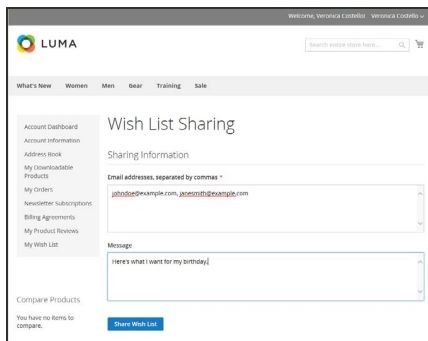 Welcome, Veronica Costello! Veronica Costello
LUMA
Search entire store here...
What's New Women Men Gear Training Sale
Account Dashboard
Account Information
Address Book
My Downloadable
Products
My Orders
Newsletter Subscriptions
Billing Agreements
My Product Reviews
My Wish List
Compare Products
You have no items to
compare.
Wish List Sharing
Sharing Information
Email addresses, separated by commas *
johndoe@example.com, janesmith@example.com
Message
Here's what I want for my birthday.
Share Wish List